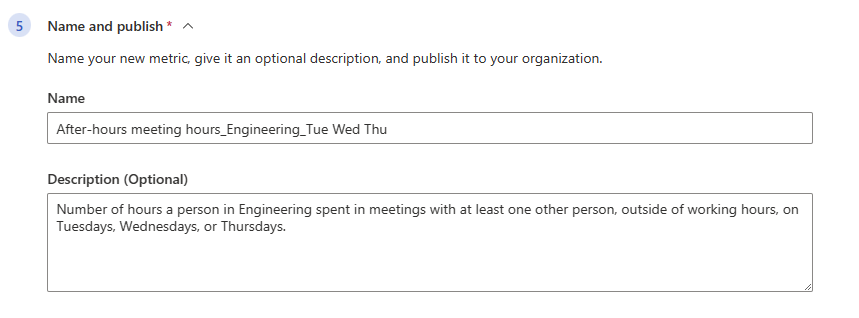 5 Name and publish *
Name your new metric, give it an optional description, and publish it to your organization.
Name
After-hours meeting hours_Engineering_Tue Wed Thu
Description (Optional)
Number of hours a person in Engineering spent in meetings with at least one other person, outside of working hours, on
Tuesdays, Wednesdays, or Thursdays.